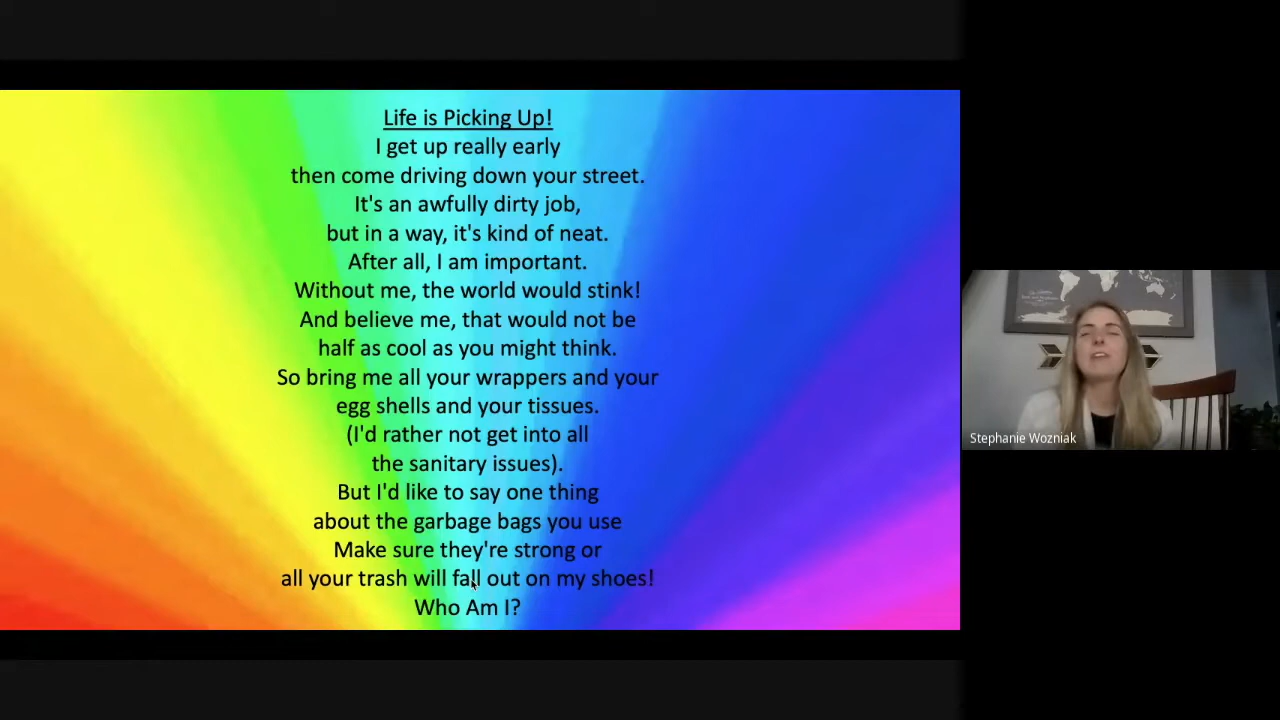 Life is Picking Up!
I get up really early
then come driving down your street.
It's an awfully dirty job,
but in a way, it's kind of neat.
After all, I am important.
Without me, the world would stink!
And believe me, that would not be
half as cool as you might think.
So bring me all your wrappers and your
egg shells and your tissues.
(I'd rather not get into all
the sanitary issues).
But I'd like to say one thing
about the garbage bags you use
Make sure they're strong or
all your trash will fall out on my shoes!
Who Am I?
Stephanie Wozniak